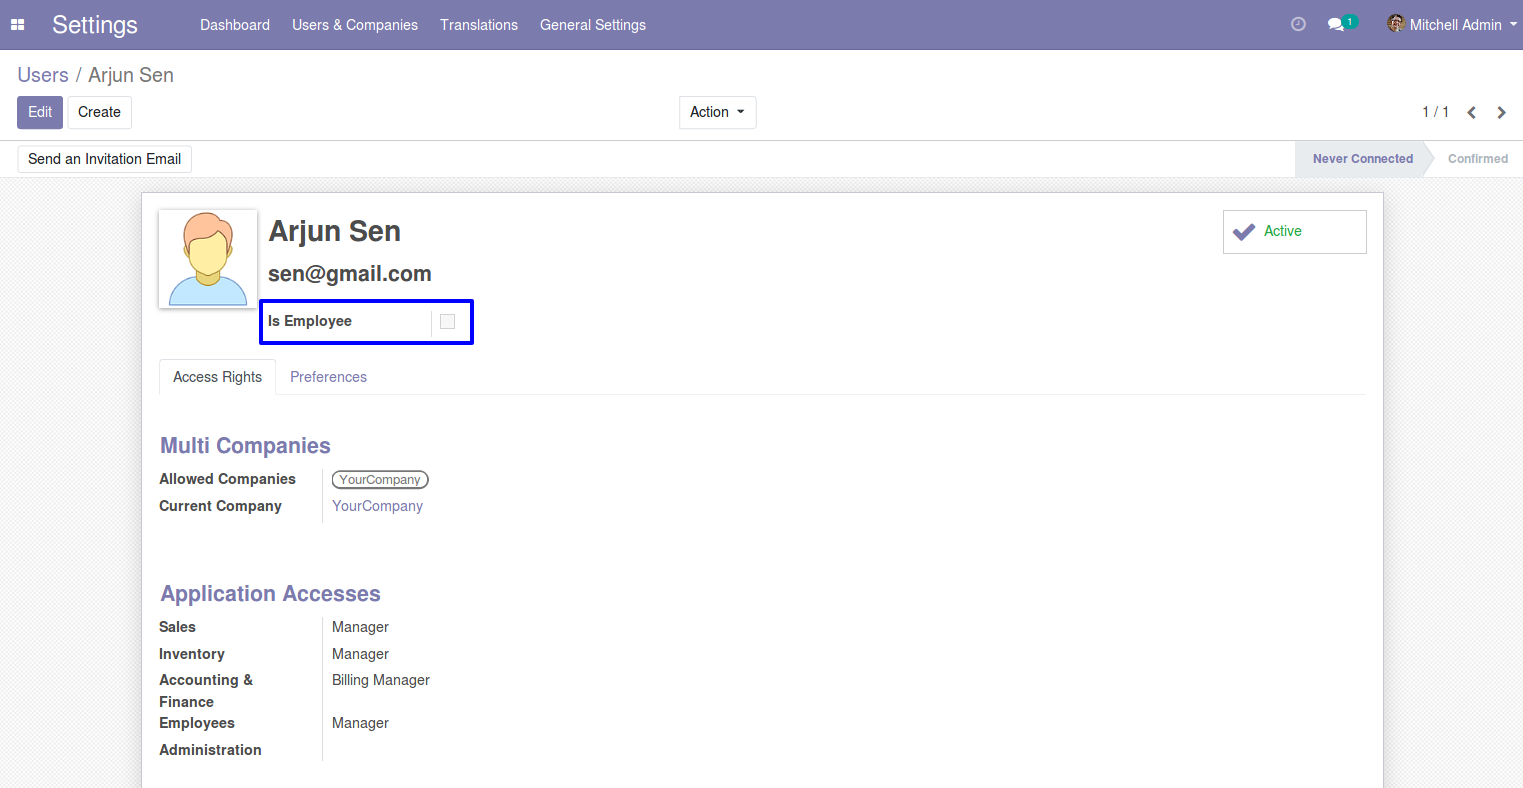 Settings Dashboard Users & Companies Translations General Settings 1 Mitchell Admin
Users / Arjun Sen
Edit Create Action 1 / 1
Send an Invitation Email Never Connected Confirmed
Arjun Sen
Active
sen@gmail.com
Is Employee
Access Rights Preferences
Multi Companies
Allowed Companies YourCompany
Current Company YourCompany
Application Accesses
Sales Manager
Inventory Manager
Accounting & Billing Manager
Finance
Employees Manager
Administration